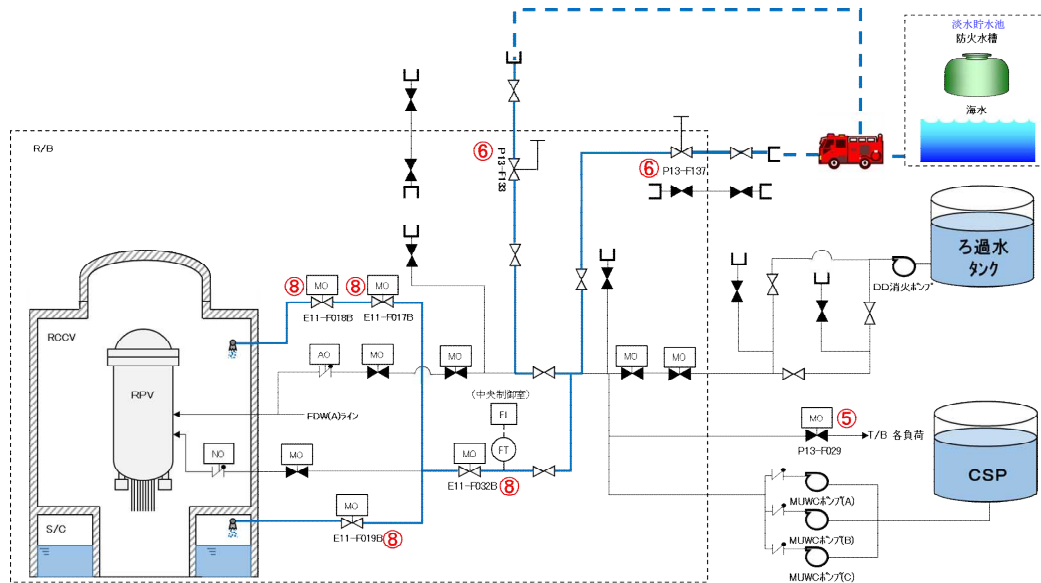 淡水貯水池
防火水槽
海水
R/B
⑥
P13-F133
⑥
P13-F137
ろ過水
タンク
DD消火ポンプ
⑧
MO
⑧
MO
E11-F018B
E11-F017B
RCCV
AO
MO
MO
MO
MO
RPV
(中央制御室)
FDW(A)ライン
FI
FT
MO
⑤
T/B 各負荷
P13-F029
NO
MO
MO
E11-F032B
⑧
CSP
MUWCポンプ(A)
MO
S/C
E11-F019B
⑧
MUWCポンプ(B)
MUWCポンプ(C)